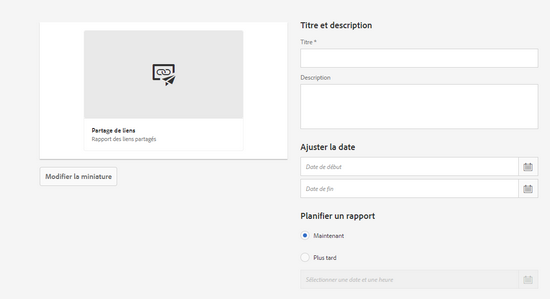 Partage de liens
Rapport des liens partagés
Modifier la miniature
Titre et description
Titre *
Description
Ajuster la date
Date de début
Date de fin
Planifier un rapport
Maintenant
Plus tard
Sélectionner une date et une heure